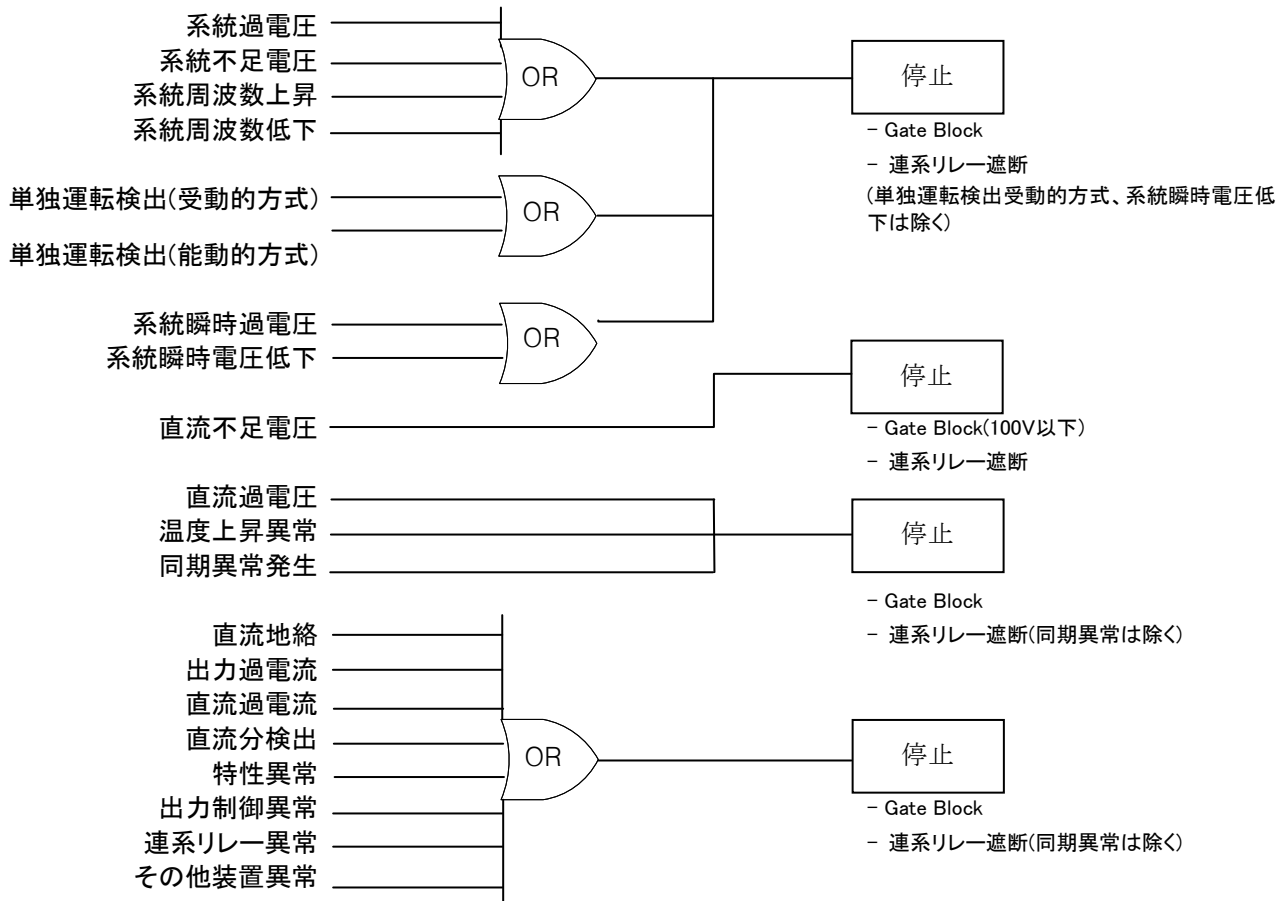 系統過電圧
系統不足電圧
系統周波数上昇
系統周波数低下
OR
停止
- Gate Block
- 連系リレー遮断
(単独運転検出受動的方式、系統瞬時電圧低
下は除く)
単独運転検出(受動的方式)
単独運転検出(能動的方式)
OR
系統瞬時過電圧
系統瞬時電圧低下
OR
直流不足電圧
停止
- Gate Block(100V以下)
- 連系リレー遮断
直流過電圧
温度上昇異常
同期異常発生
停止
- Gate Block
- 連系リレー遮断(同期異常は除く)
直流地絡
出力過電流
直流過電流
直流分検出
特性異常
出力制御異常
連系リレー異常
その他装置異常
OR
停止
- Gate Block
- 連系リレー遮断(同期異常は除く)